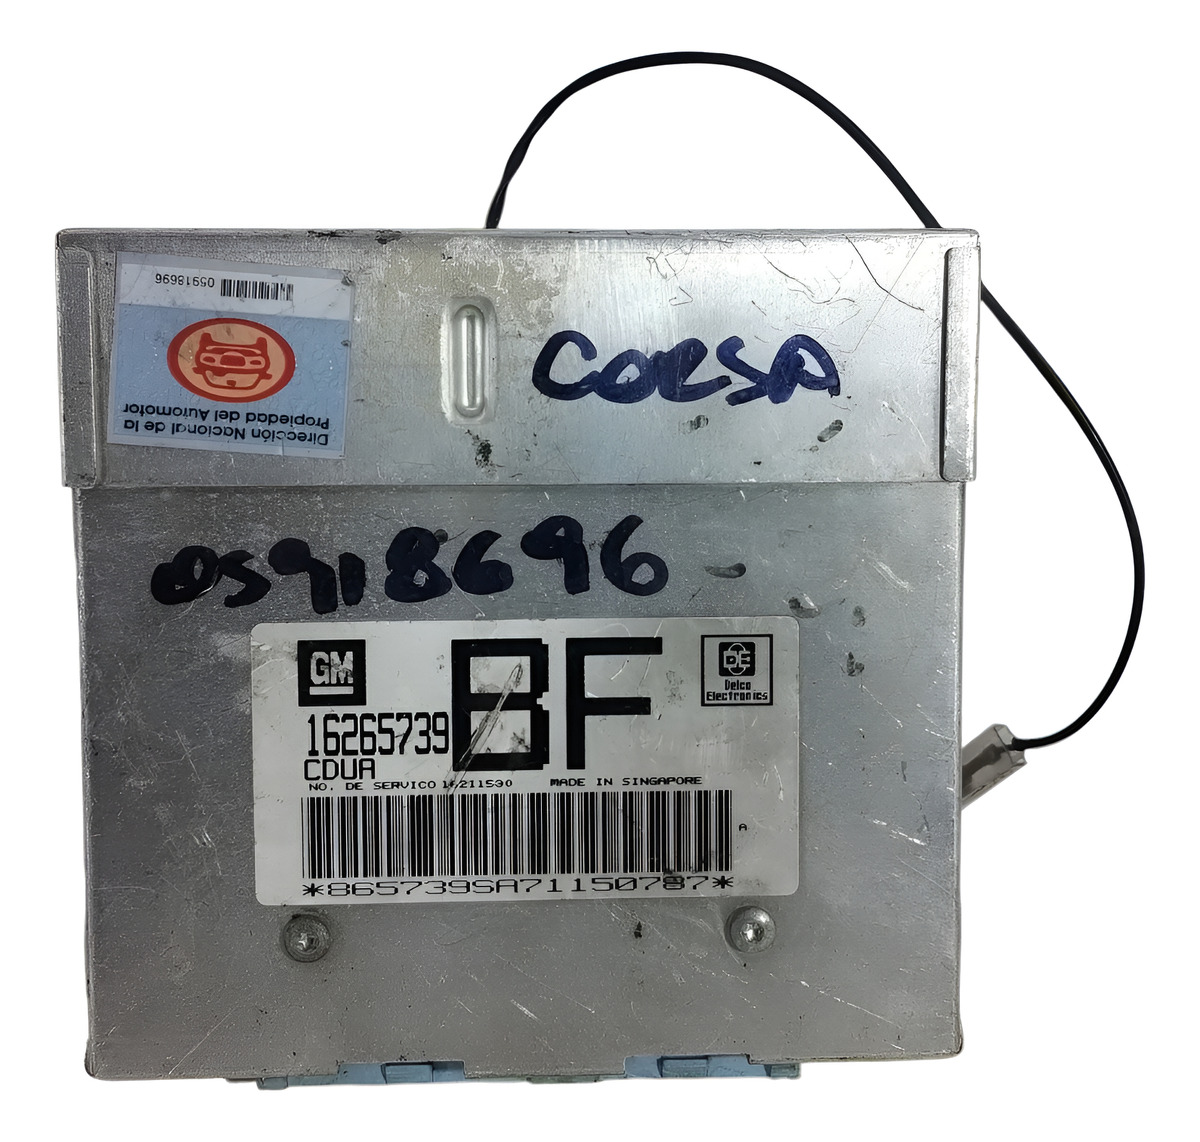 05918696
Dirección Nacional de la
Propiedad del Automotor
CORSA
05918696
GM
BF
DE
Delco
Electronics
16265739
CDUA
NO. DE SERVICO 16211530 MADE IN SINGAPORE
A
*865739SA71150787*